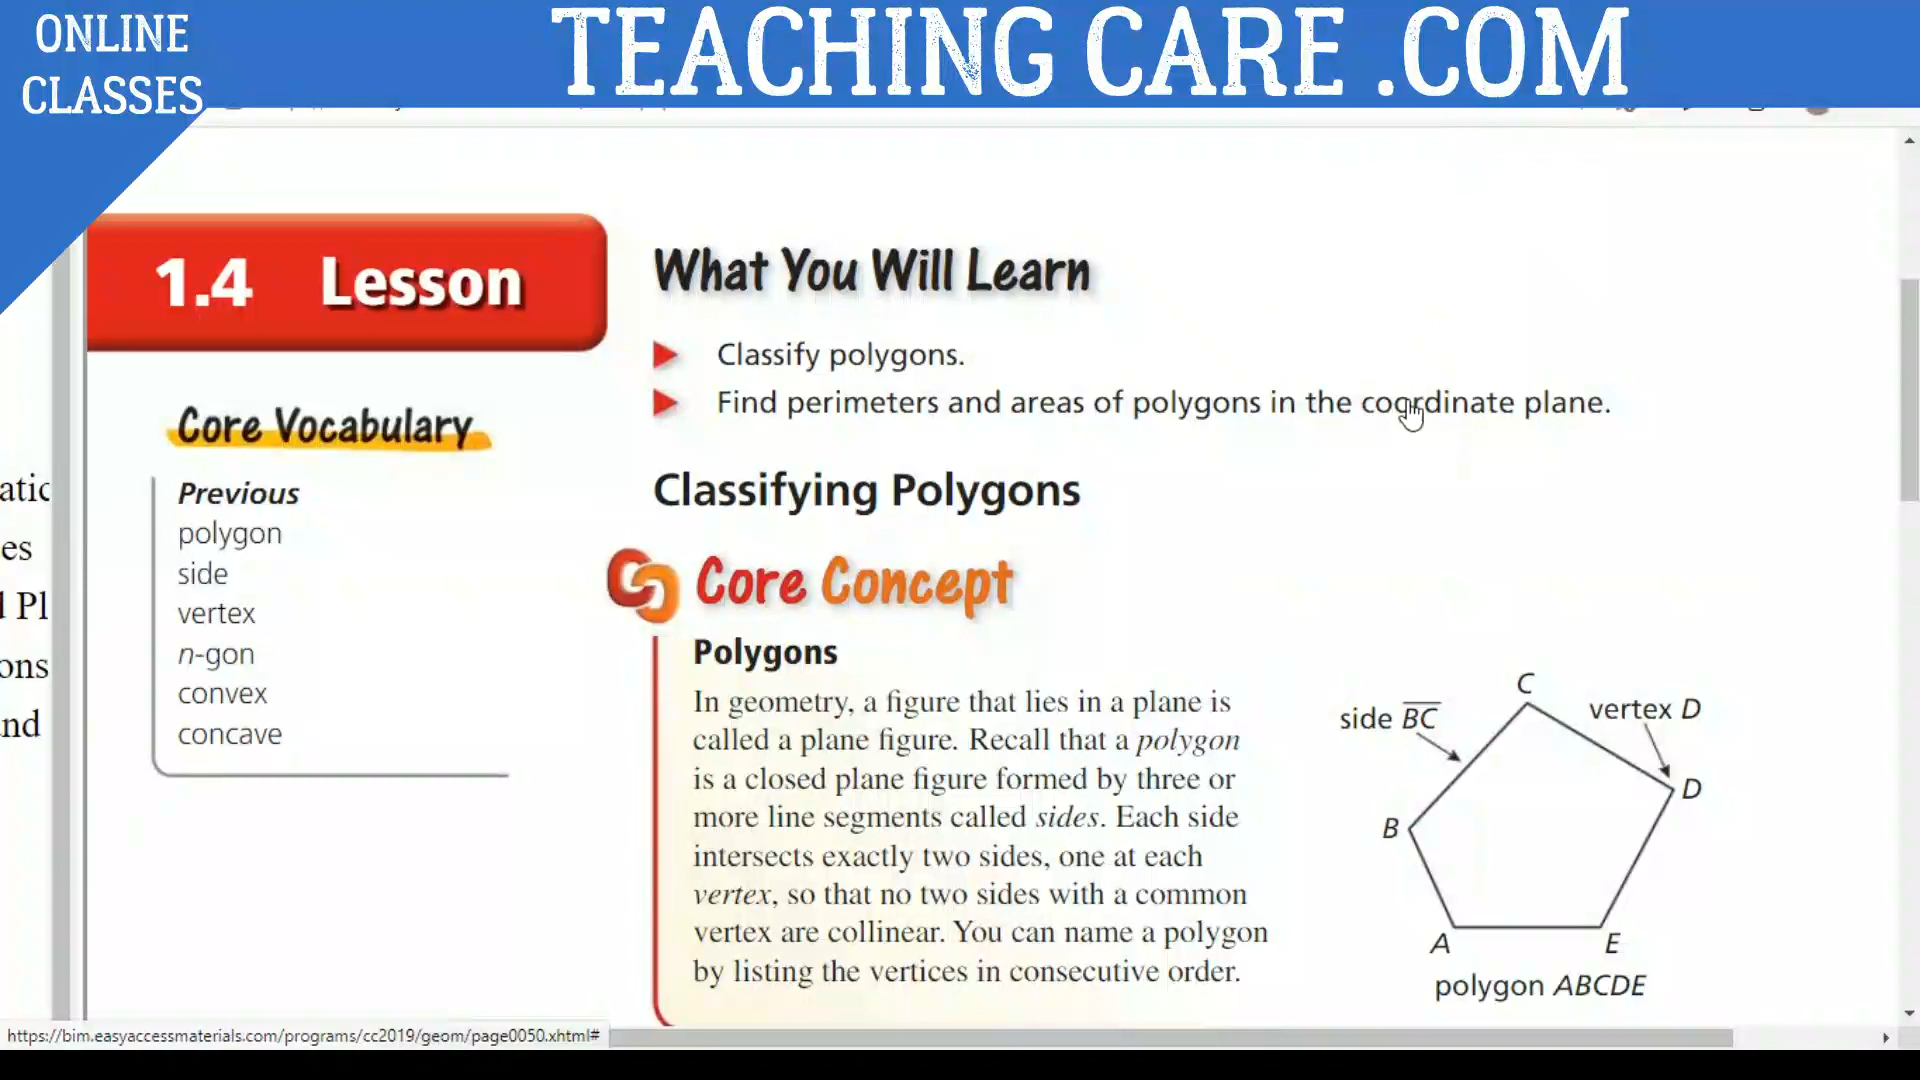 ONLINE
CLASSES
TEACHING CARE .COM
1.4 Lesson
What You Will Learn
Classify polygons.
Find perimeters and areas of polygons in the coordinate plane.
Core Vocabulary
Previous
polygon
side
vertex
n-gon
convex
concave
Classifying Polygons
Core Concept
Polygons
In geometry, a figure that lies in a plane is
called a plane figure. Recall that a polygon
is a closed plane figure formed by three or
more line segments called sides. Each side
intersects exactly two sides, one at each
vertex, so that no two sides with a common
vertex are collinear. You can name a polygon
by listing the vertices in consecutive order.
C
side BC
vertex D
D
B
A
E
polygon ABCDE
atic
es
d Pl
ons
and
https://bim.easyaccessmaterials.com/programs/cc2019/geom/page0050.xhtml#